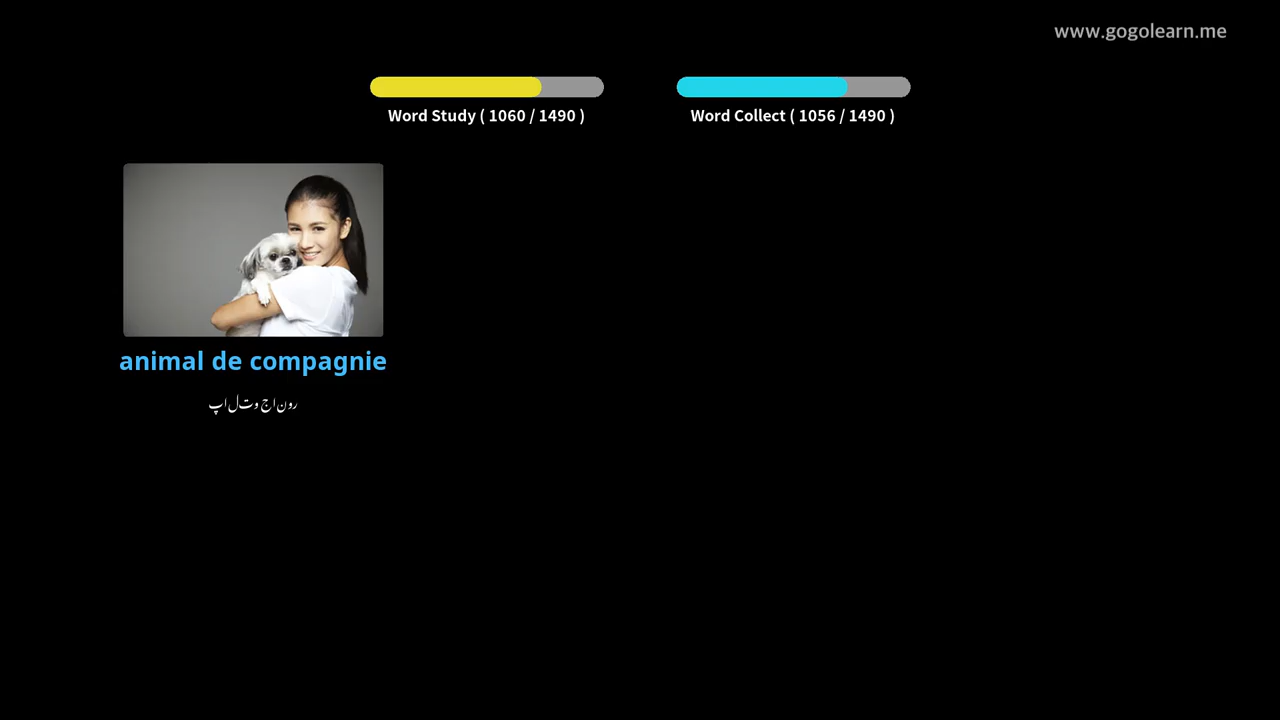 www.gogolearn.me
Word Study ( 1060 / 1490 )
Word Collect ( 1056 / 1490 )
animal de compagnie
روناج وتلاپ